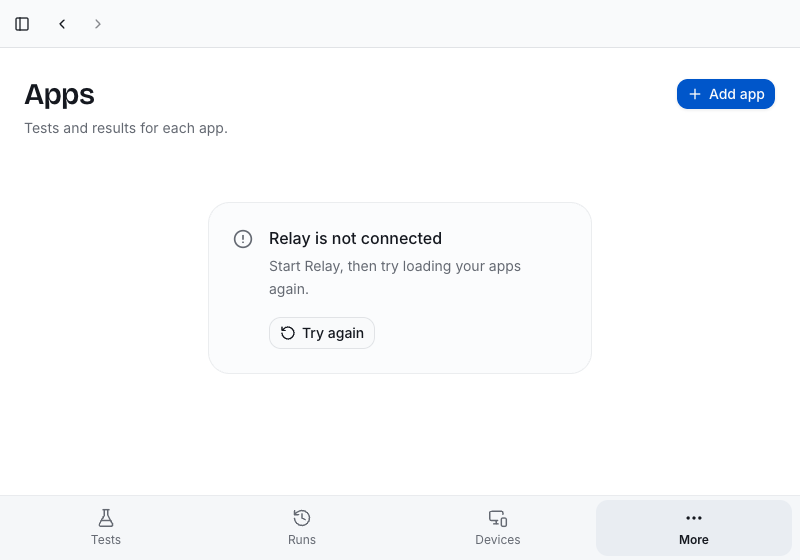 Apps
Add app
Tests and results for each app.
Relay is not connected
Start Relay, then try loading your apps
again.
Try again
Tests
Runs
Devices
More